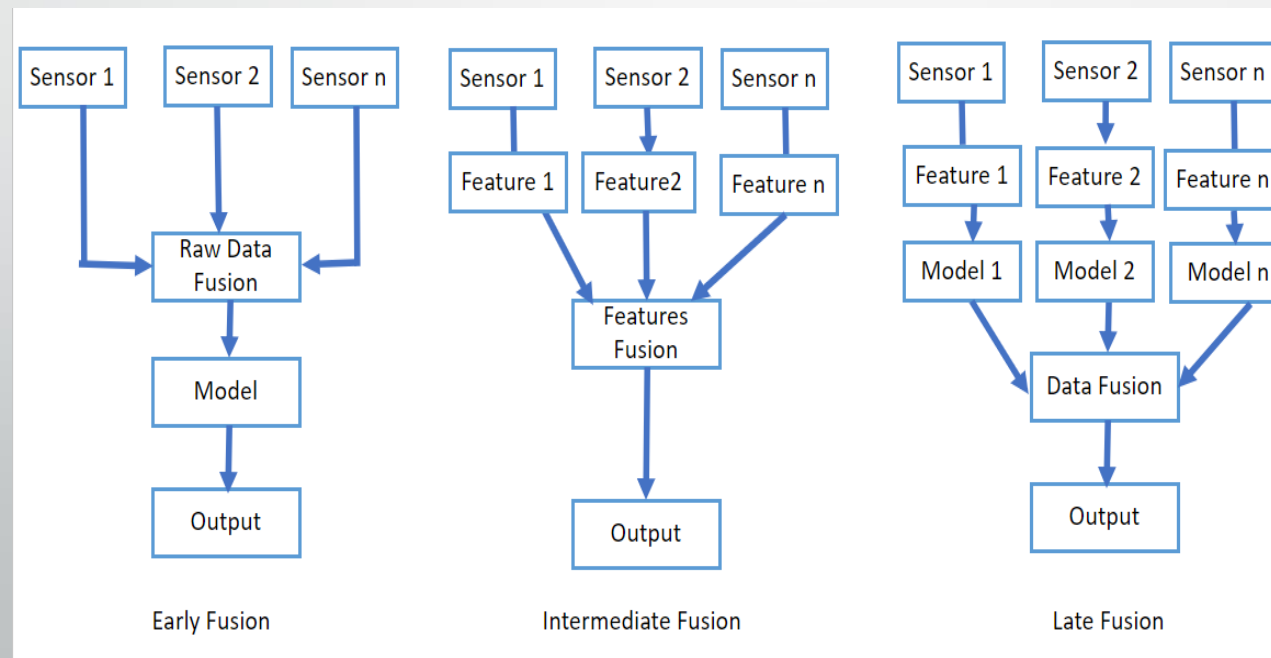 Sensor 1
Sensor 2
Sensor n
Raw Data
Fusion
Model
Output
Early Fusion
Sensor 1
Sensor 2
Sensor n
Feature 1
Feature2
Feature n
Features
Fusion
Output
Intermediate Fusion
Sensor 1
Sensor 2
Sensor n
Feature 1
Feature 2
Feature n
Model 1
Model 2
Model n
Data Fusion
Output
Late Fusion